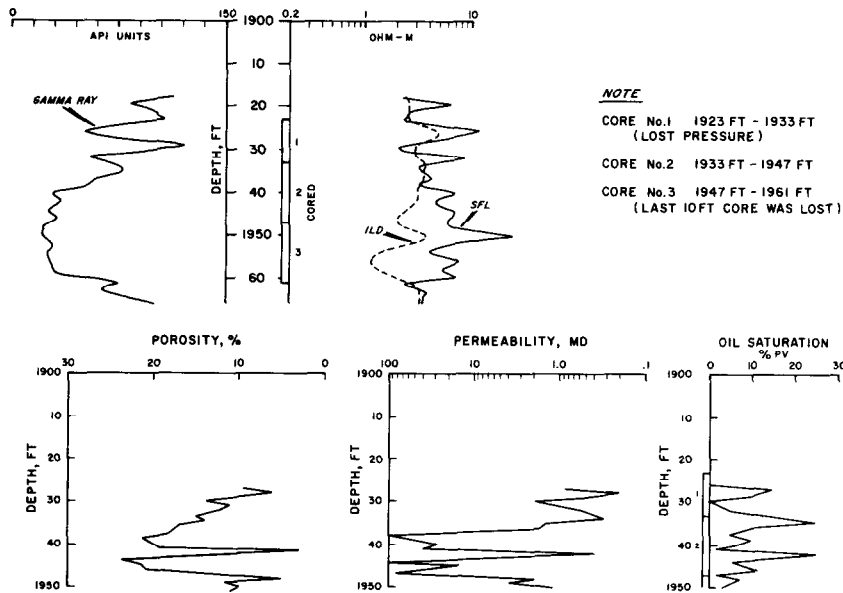 0 150 1900 0.2 1 10
API UNITS OHM-M
10
GAMMA RAY 20
DEPTH, FT 30
CORED
40
1950
60
1
2
3
SFL
ILD
NOTE
CORE No.1 1923 FT - 1933 FT
(LOST PRESSURE)
CORE No.2 1933 FT - 1947 FT
CORE No.3 1947 FT - 1961 FT
(LAST 10 FT CORE WAS LOST)
POROSITY, %
30 20 10 0
1900
10
20
DEPTH, FT
30
40
1950
PERMEABILITY, MD
100 10 1.0 .1
1900
10
20
DEPTH, FT
30
40
1950
OIL SATURATION
% PV
0 10 20 30
1900
10
20
DEPTH, FT
30
40
1950
1
2